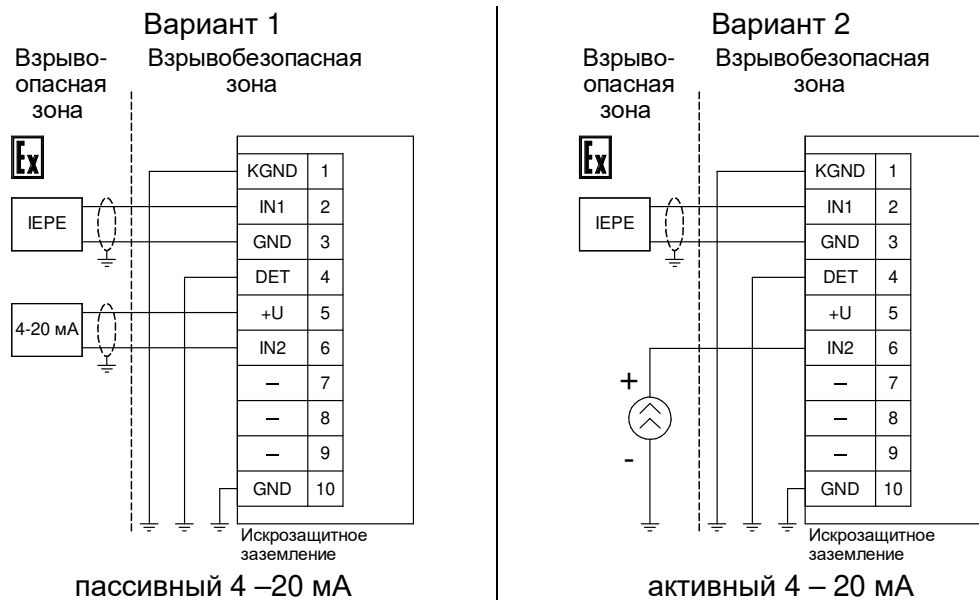 Вариант 1
Взрыво-
опасная
зона
Взрывобезопасная
зона
Ex
IEPE
4-20 мА
KGND 1
IN1 2
GND 3
DET 4
+U 5
IN2 6
– 7
– 8
– 9
GND 10
Искрозащитное
заземление
пассивный 4 –20 мА
Вариант 2
Взрыво-
опасная
зона
Взрывобезопасная
зона
Ex
IEPE
+
-
KGND 1
IN1 2
GND 3
DET 4
+U 5
IN2 6
– 7
– 8
– 9
GND 10
Искрозащитное
заземление
активный 4 – 20 мА